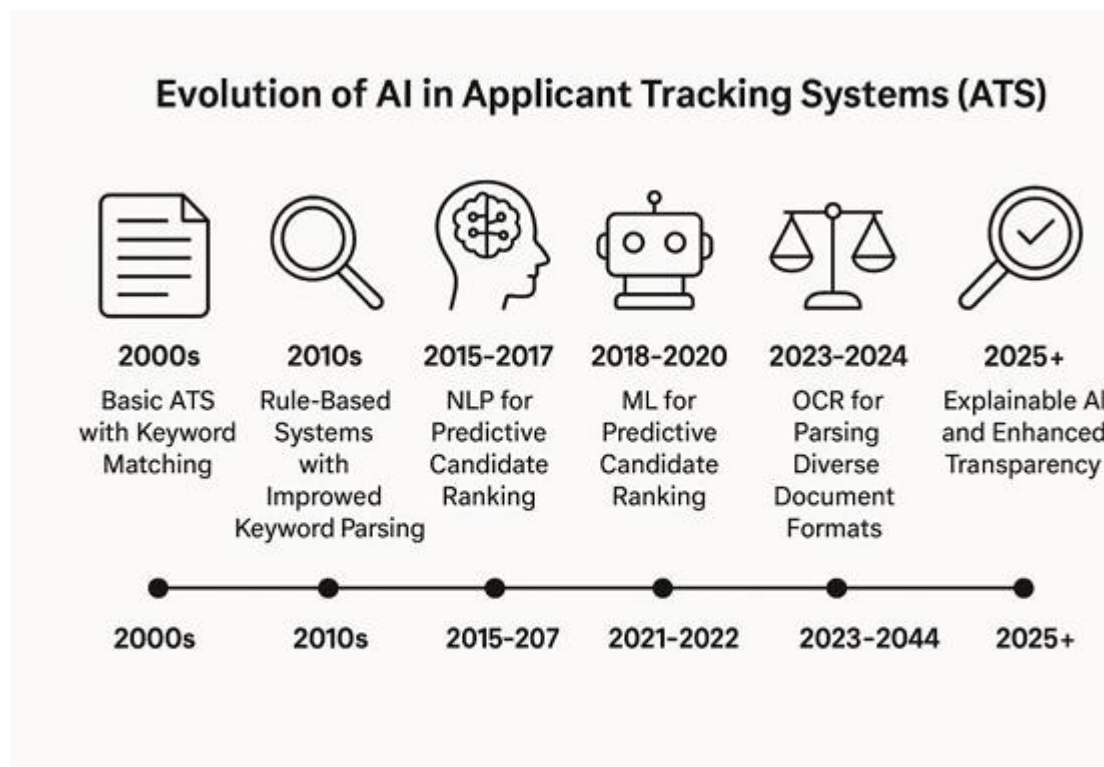 Evolution of AI in Applicant Tracking Systems (ATS)
2000s
Basic ATS
with Keyword
Matching
2010s
Rule-Based
Systems
with
Improwed
Keyword Parsing
2015-2017
NLP for
Predictive
Candidate
Ranking
2018-2020
ML for
Predictive
Candidate
Ranking
2023-2024
OCR for
Parsing
Diverse
Document
Formats
2025+
Explainable AI
and Enhanced
Transparency
2000s
2010s
2015-207
2021-2022
2023-2044
2025+